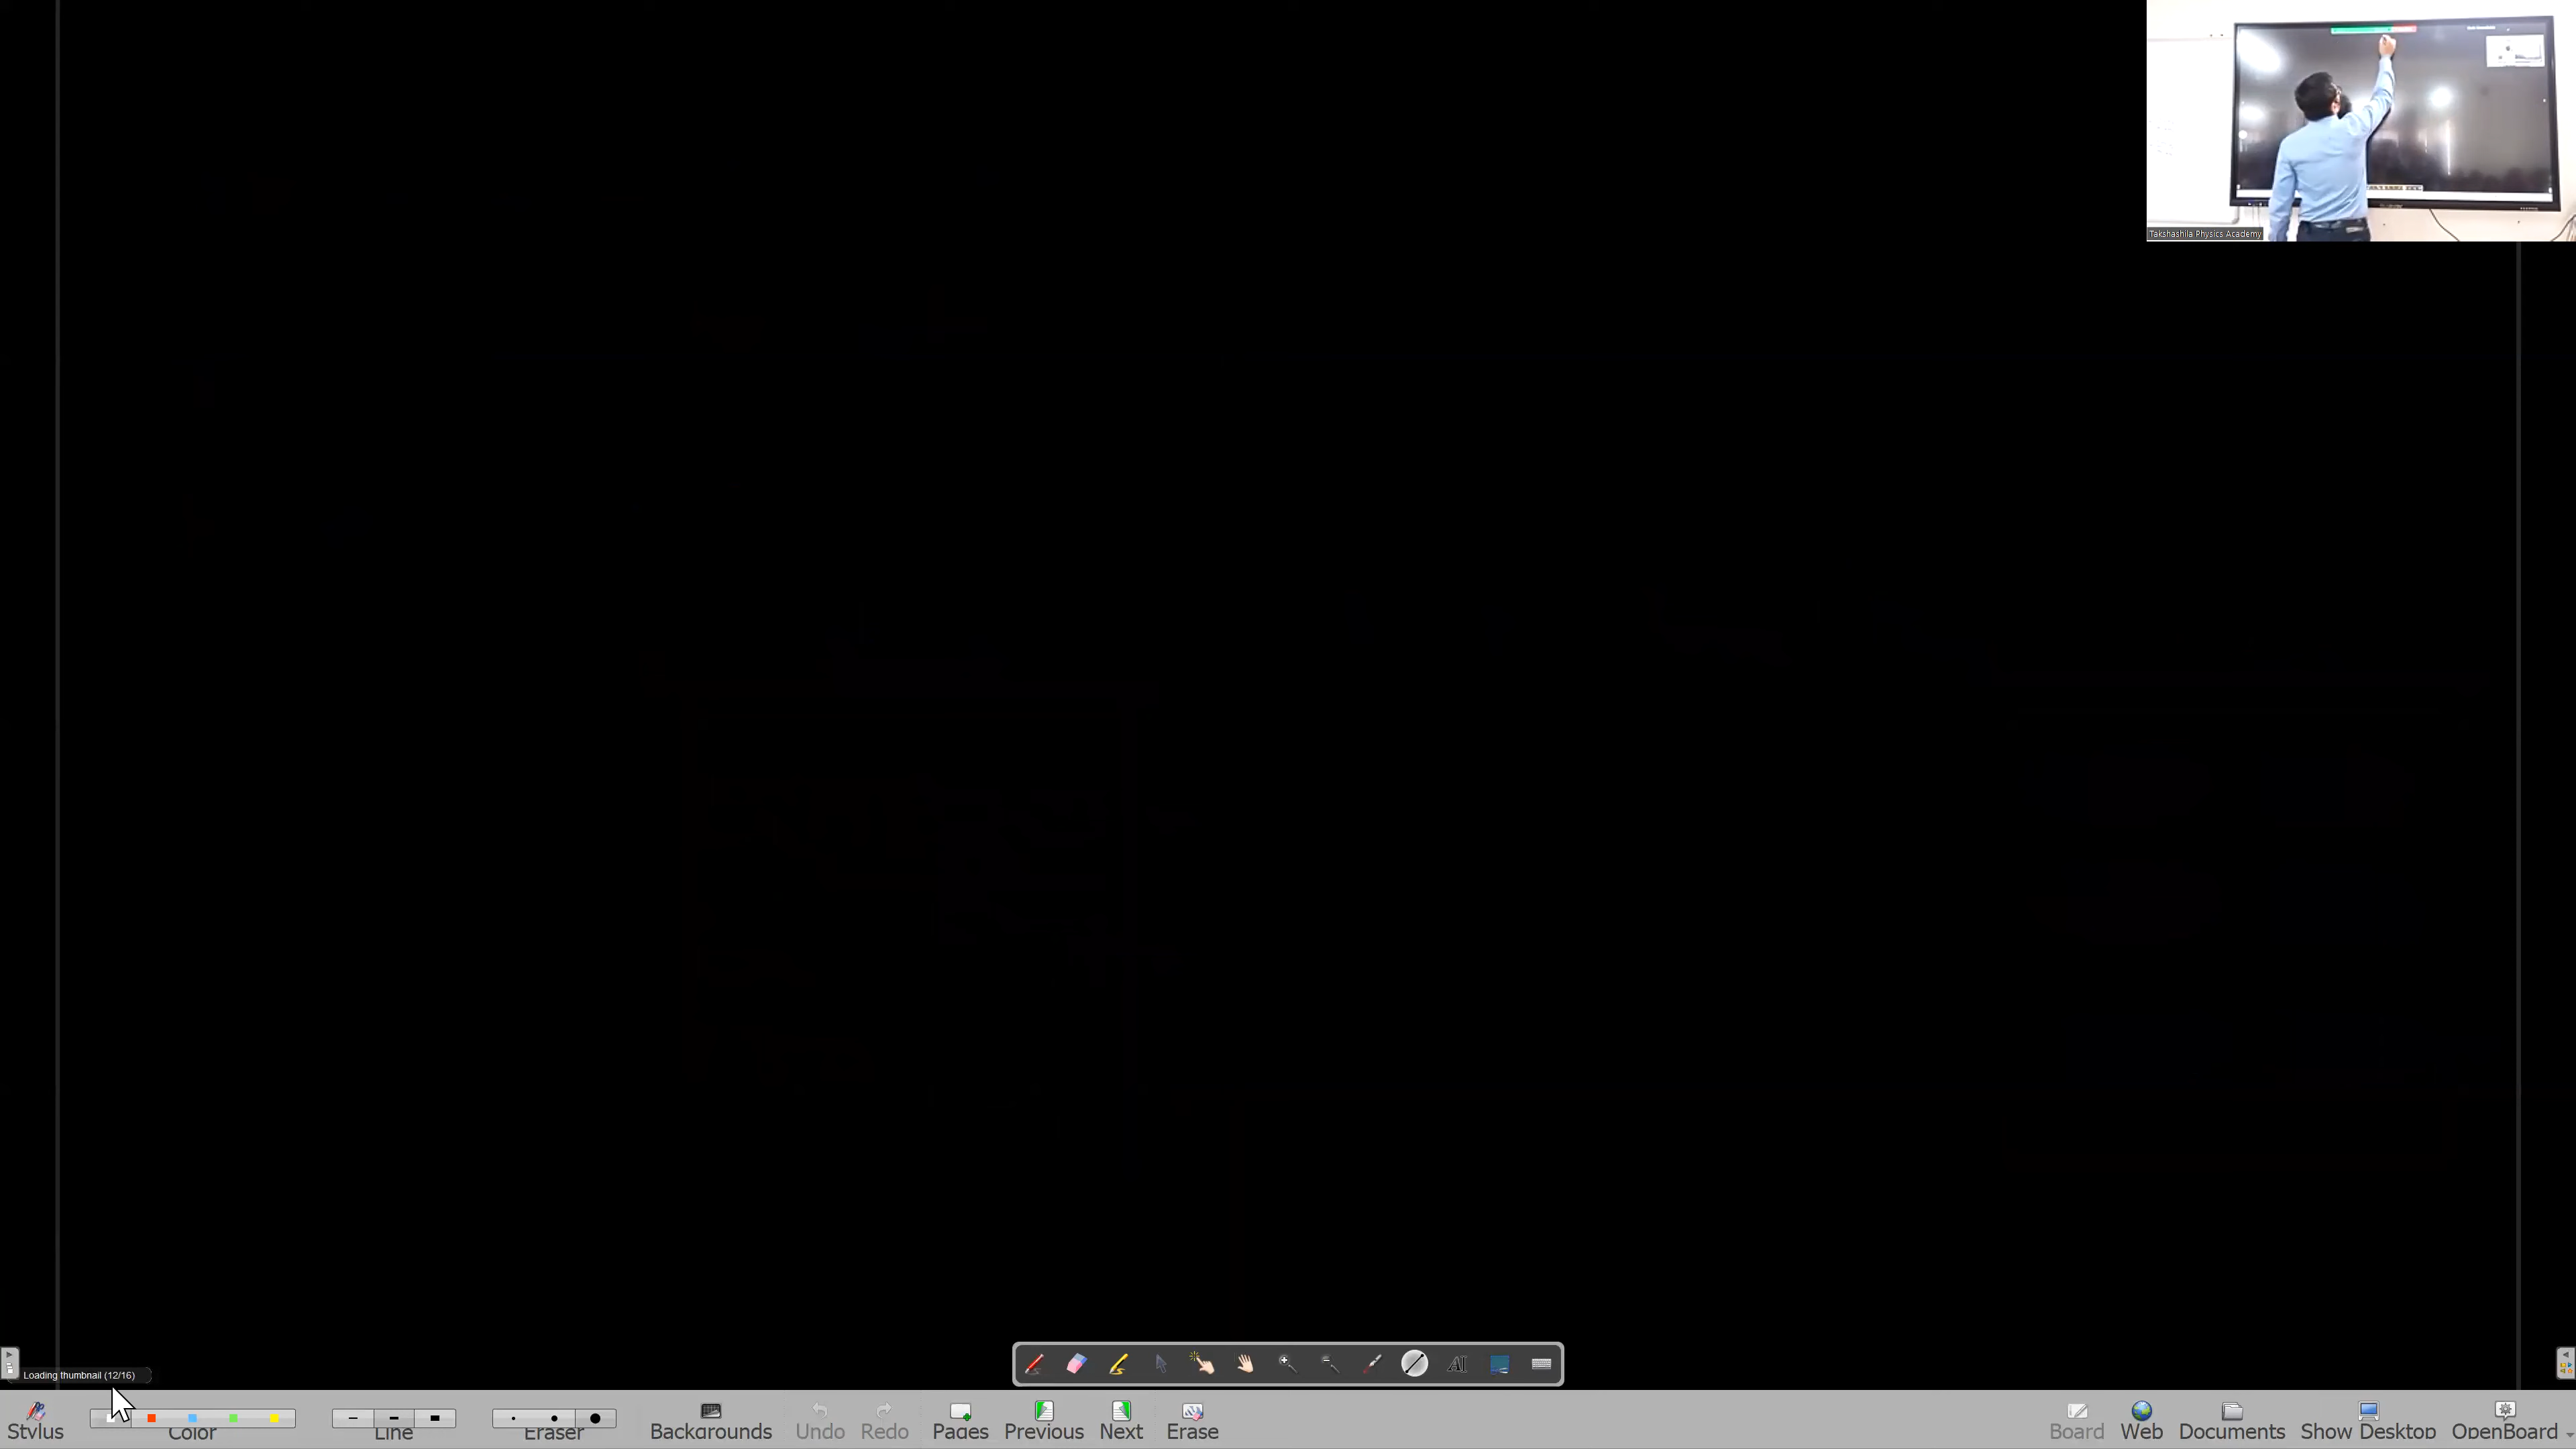 Takshashila Physics Academy
Loading thumbnail (12/16)
Stylus
Color
Line
Eraser
Backgrounds
Undo
Redo
Pages
Previous
Next
Erase
Board
Web
Documents
Show Desktop
OpenBoard
AI